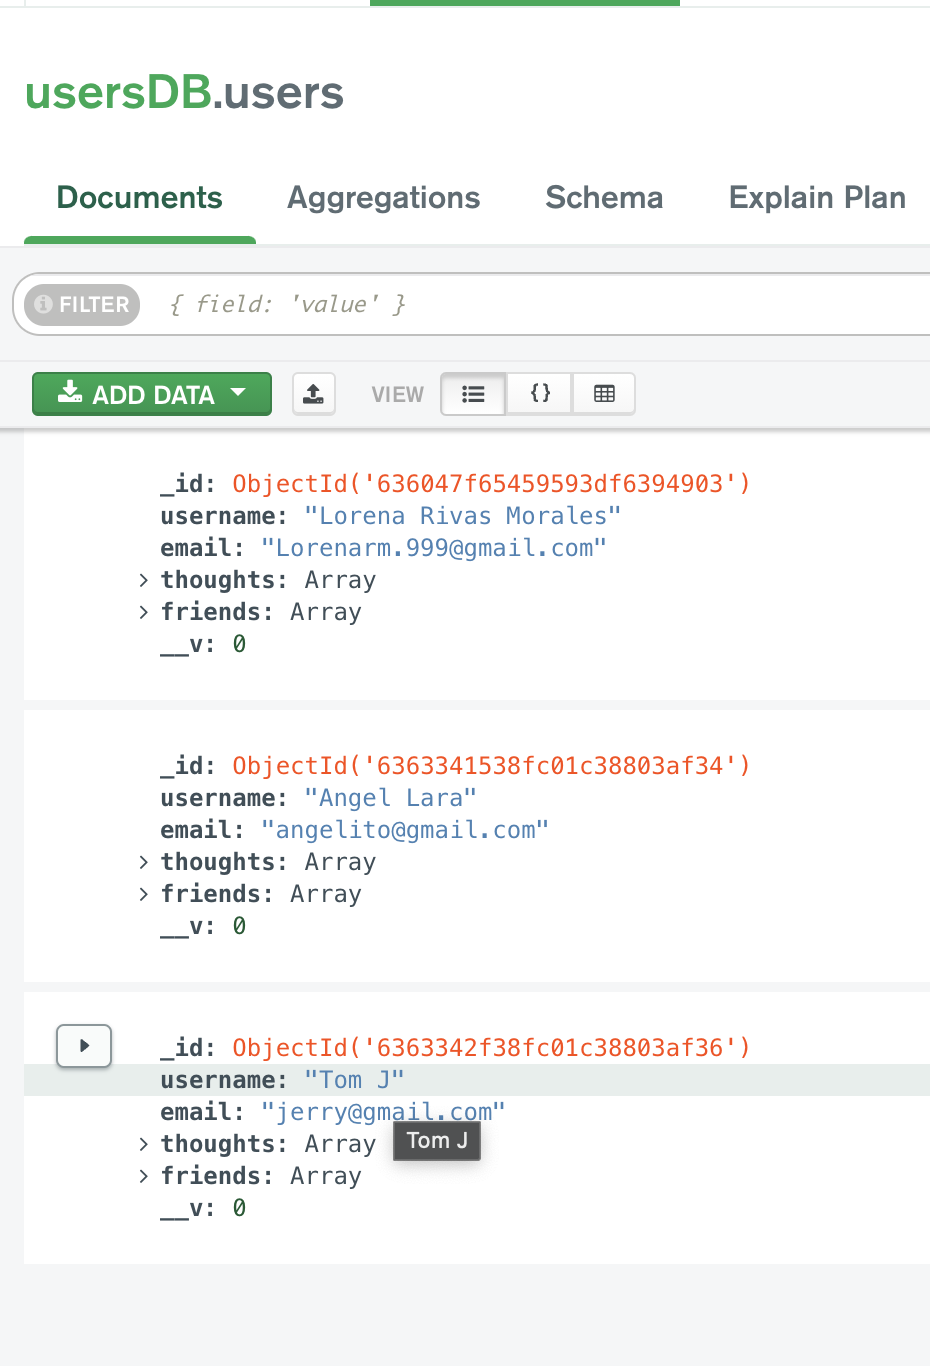 usersDB.users
Documents Aggregations Schema Explain Plan
FILTER { field: 'value' }
ADD DATA VIEW { }
_id: ObjectId('636047f65459593df6394903')
username: "Lorena Rivas Morales"
email: "Lorenarm.999@gmail.com"
> thoughts: Array
> friends: Array
__v: 0
_id: ObjectId('6363341538fc01c38803af34')
username: "Angel Lara"
email: "angelito@gmail.com"
> thoughts: Array
> friends: Array
__v: 0
_id: ObjectId('6363342f38fc01c38803af36')
username: "Tom J"
email: "jerry@gmail.com"
> thoughts: Array
Tom J
> friends: Array
__v: 0